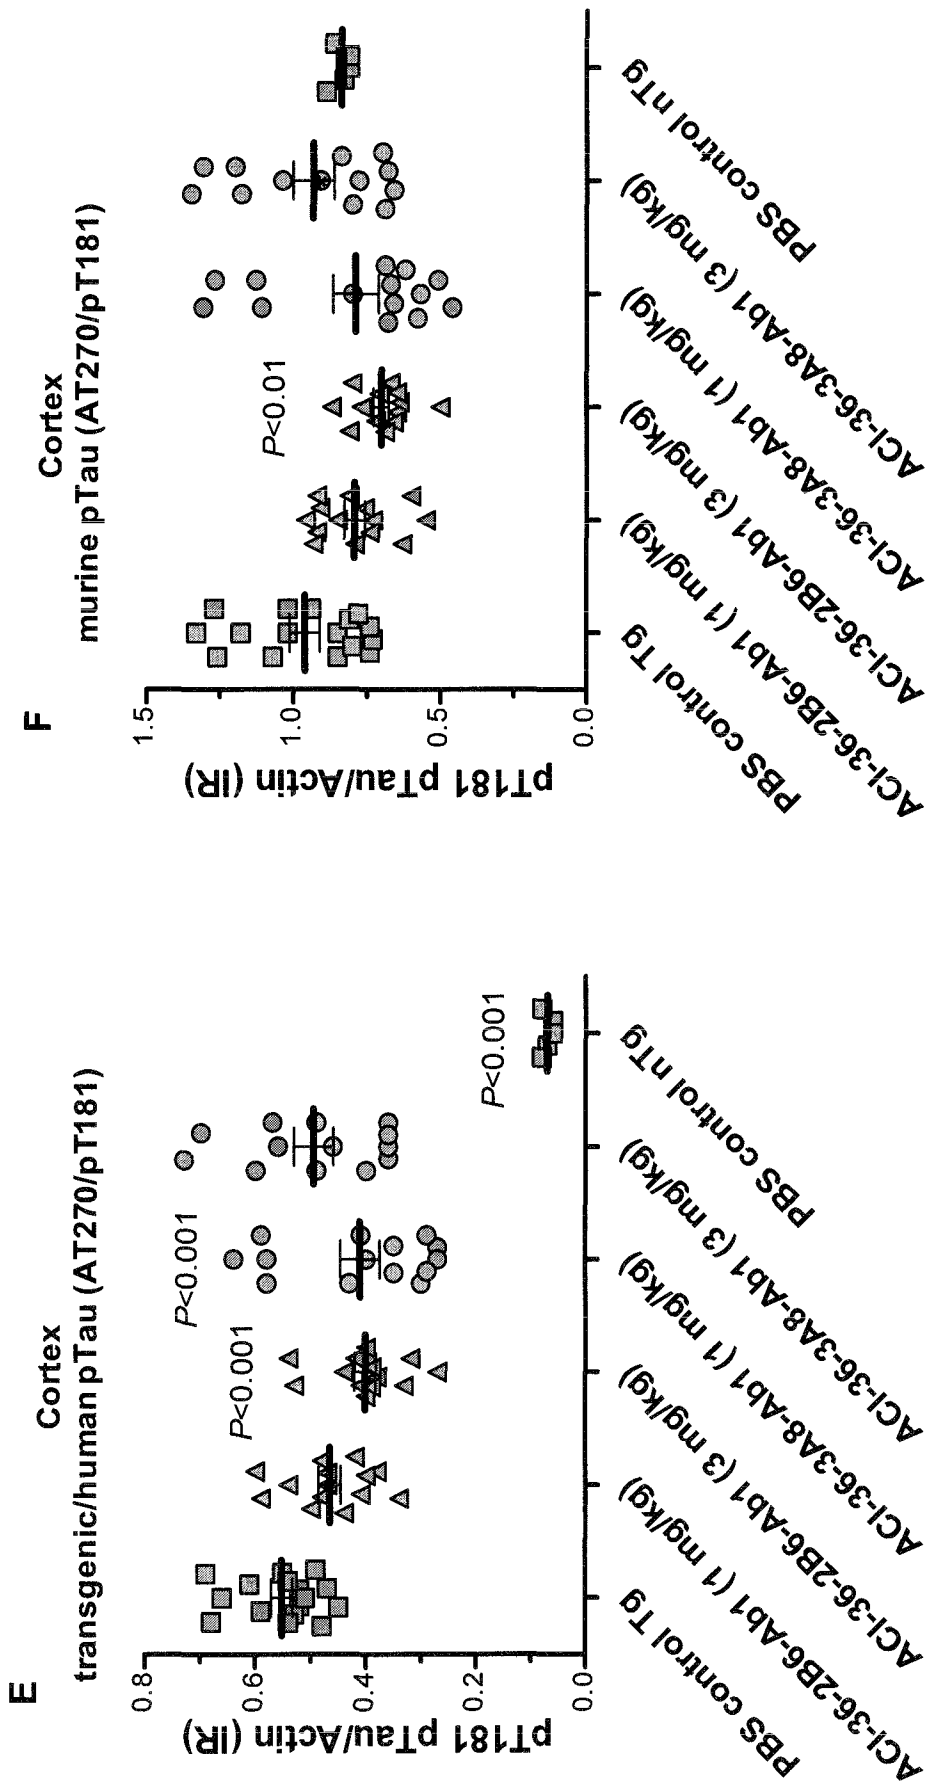 E
Cortex
transgenic/human pTau (AT270/pT181)
pT181 pTau/Actin (IR)
0.8
0.6
0.4
0.2
0.0
P<0.001
P<0.001
P<0.001
PBS control Tg
ACI-36-2B6-Ab1 (1 mg/kg)
ACI-36-2B6-Ab1 (3 mg/kg)
ACI-36-3A8-Ab1 (1 mg/kg)
ACI-36-3A8-Ab1 (3 mg/kg)
PBS control nTg
F
Cortex
murine pTau (AT270/pT181)
pT181 pTau/Actin (IR)
1.5
1.0
0.5
0.0
P<0.01
PBS control Tg
ACI-36-2B6-Ab1 (1 mg/kg)
ACI-36-2B6-Ab1 (3 mg/kg)
ACI-36-3A8-Ab1 (1 mg/kg)
ACI-36-3A8-Ab1 (3 mg/kg)
PBS control nTg